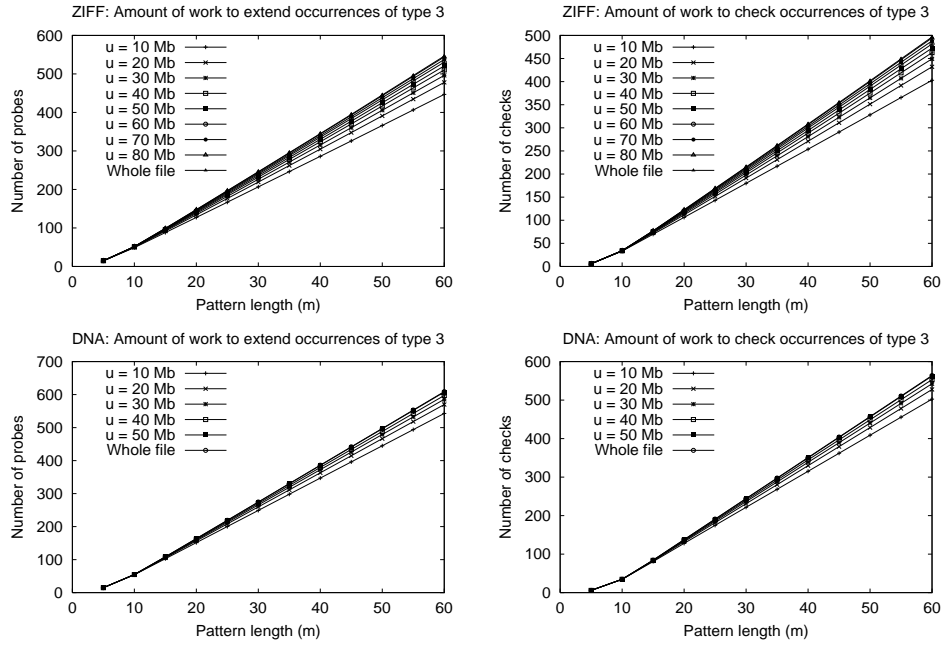 ZIFF: Amount of work to extend occurrences of type 3
600
500
400
300
200
100
0
Number of probes
u = 10 Mb
u = 20 Mb
u = 30 Mb
u = 40 Mb
u = 50 Mb
u = 60 Mb
u = 70 Mb
u = 80 Mb
Whole file
0 10 20 30 40 50 60
Pattern length (m)
ZIFF: Amount of work to check occurrences of type 3
500
450
400
350
300
250
200
150
100
50
0
Number of checks
u = 10 Mb
u = 20 Mb
u = 30 Mb
u = 40 Mb
u = 50 Mb
u = 60 Mb
u = 70 Mb
u = 80 Mb
Whole file
0 10 20 30 40 50 60
Pattern length (m)
DNA: Amount of work to extend occurrences of type 3
700
600
500
400
300
200
100
0
Number of probes
u = 10 Mb
u = 20 Mb
u = 30 Mb
u = 40 Mb
u = 50 Mb
Whole file
0 10 20 30 40 50 60
Pattern length (m)
DNA: Amount of work to check occurrences of type 3
600
500
400
300
200
100
0
Number of checks
u = 10 Mb
u = 20 Mb
u = 30 Mb
u = 40 Mb
u = 50 Mb
Whole file
0 10 20 30 40 50 60
Pattern length (m)